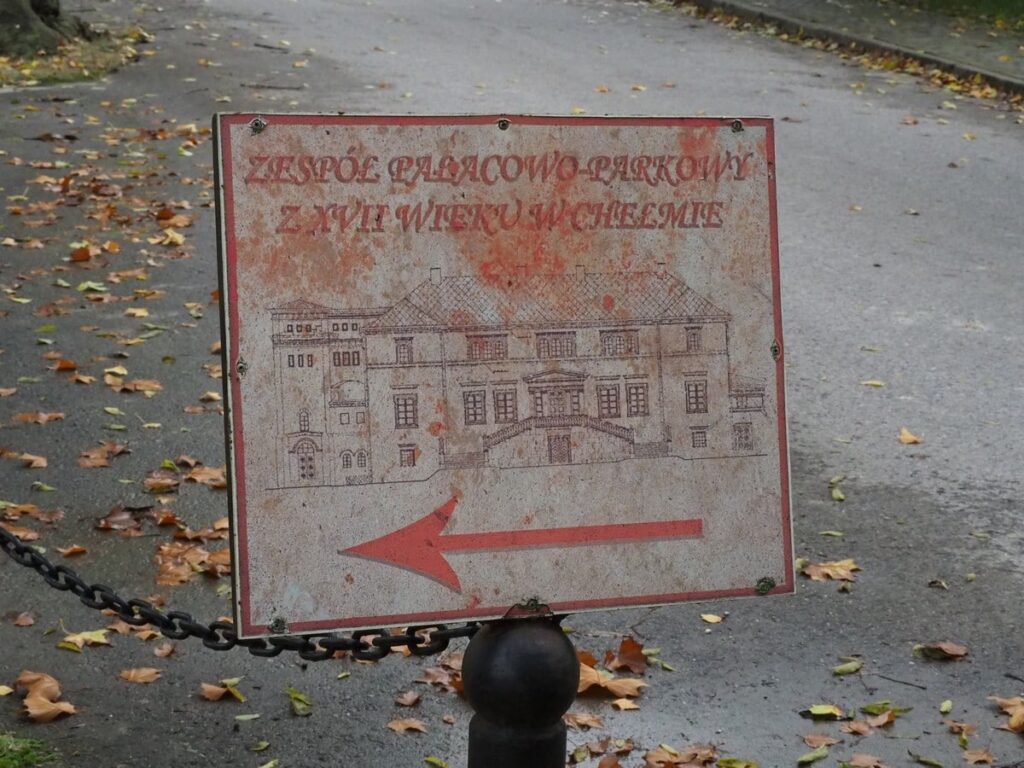 ZESPÓŁ PAŁACOWO-PARKOWY
Z XVII WIEKU W CHEŁMIE